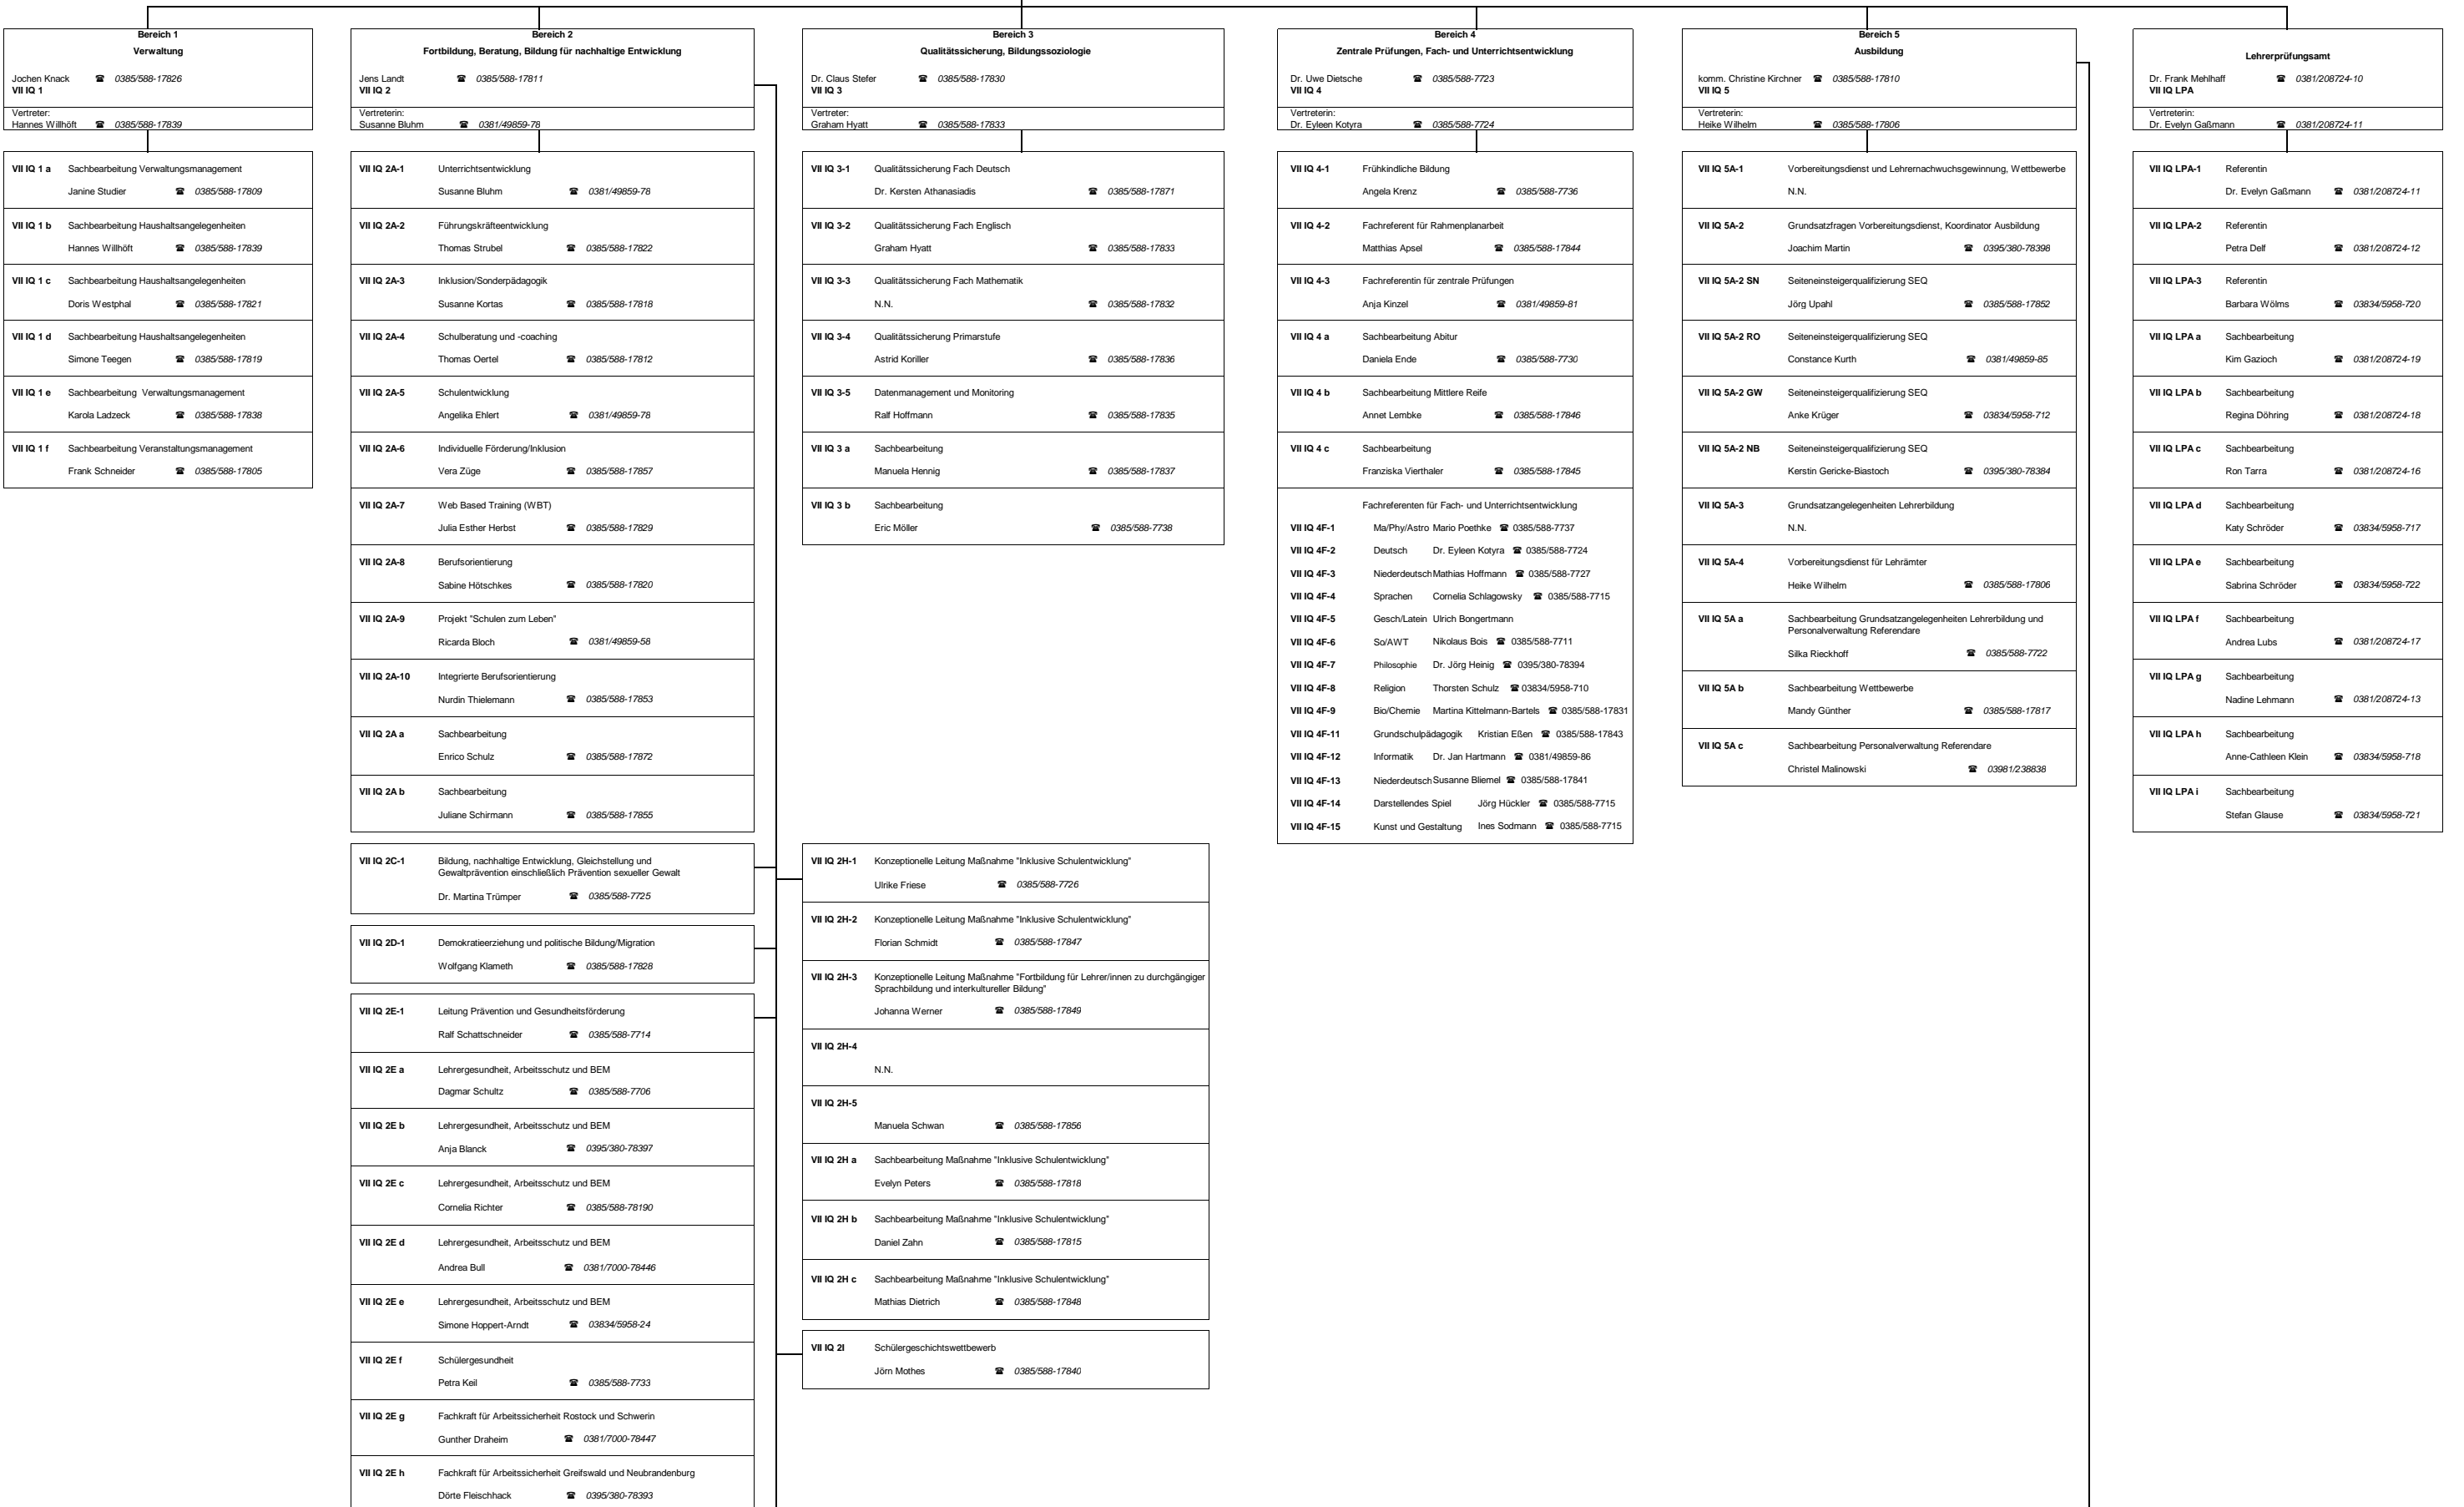 Bereich 1
Verwaltung
Jochen Knack ☎ 0385/588-17826
VII IQ 1
Vertreter:
Hannes Willhöft ☎ 0385/588-17839
VII IQ 1 a Sachbearbeitung Verwaltungsmanagement
Janine Studier ☎ 0385/588-17809
VII IQ 1 b Sachbearbeitung Haushaltsangelegenheiten
Hannes Willhöft ☎ 0385/588-17839
VII IQ 1 c Sachbearbeitung Haushaltsangelegenheiten
Doris Westphal ☎ 0385/588-17821
VII IQ 1 d Sachbearbeitung Haushaltsangelegenheiten
Simone Teegen ☎ 0385/588-17819
VII IQ 1 e Sachbearbeitung Verwaltungsmanagement
Karola Ladzeck ☎ 0385/588-17838
VII IQ 1 f Sachbearbeitung Veranstaltungsmanagement
Frank Schneider ☎ 0385/588-17805
Bereich 2
Fortbildung, Beratung, Bildung für nachhaltige Entwicklung
Jens Landt ☎ 0385/588-17811
VII IQ 2
Vertreterin:
Susanne Bluhm ☎ 0381/49859-78
VII IQ 2A-1 Unterrichtsentwicklung
Susanne Bluhm ☎ 0381/49859-78
VII IQ 2A-2 Führungskräfteentwicklung
Thomas Strubel ☎ 0385/588-17822
VII IQ 2A-3 Inklusion/Sonderpädagogik
Susanne Kortas ☎ 0385/588-17818
VII IQ 2A-4 Schulberatung und -coaching
Thomas Oertel ☎ 0385/588-17812
VII IQ 2A-5 Schulentwicklung
Angelika Ehlert ☎ 0381/49859-78
VII IQ 2A-6 Individuelle Förderung/Inklusion
Vera Züge ☎ 0385/588-17857
VII IQ 2A-7 Web Based Training (WBT)
Julia Esther Herbst ☎ 0385/588-17829
VII IQ 2A-8 Berufsorientierung
Sabine Hötschkes ☎ 0385/588-17820
VII IQ 2A-9 Projekt "Schulen zum Leben"
Ricarda Bloch ☎ 0381/49859-58
VII IQ 2A-10 Integrierte Berufsorientierung
Nurdin Thielemann ☎ 0385/588-17853
VII IQ 2A a Sachbearbeitung
Enrico Schulz ☎ 0385/588-17872
VII IQ 2A b Sachbearbeitung
Juliane Schirmann ☎ 0385/588-17855
VII IQ 2C-1 Bildung, nachhaltige Entwicklung, Gleichstellung und
Gewaltprävention einschließlich Prävention sexueller Gewalt
Dr. Martina Trümper ☎ 0385/588-7725
VII IQ 2D-1 Demokratieerziehung und politische Bildung/Migration
Wolfgang Klameth ☎ 0385/588-17828
VII IQ 2E-1 Leitung Prävention und Gesundheitsförderung
Ralf Schattschneider ☎ 0385/588-7714
VII IQ 2E a Lehrergesundheit, Arbeitsschutz und BEM
Dagmar Schultz ☎ 0385/588-7706
VII IQ 2E b Lehrergesundheit, Arbeitsschutz und BEM
Anja Blanck ☎ 0395/380-78397
VII IQ 2E c Lehrergesundheit, Arbeitsschutz und BEM
Cornelia Richter ☎ 0385/588-78190
VII IQ 2E d Lehrergesundheit, Arbeitsschutz und BEM
Andrea Bull ☎ 0381/7000-78446
VII IQ 2E e Lehrergesundheit, Arbeitsschutz und BEM
Simone Hoppert-Arndt ☎ 03834/5958-24
VII IQ 2E f Schülergesundheit
Petra Keil ☎ 0385/588-7733
VII IQ 2E g Fachkraft für Arbeitssicherheit Rostock und Schwerin
Gunther Draheim ☎ 0381/7000-78447
VII IQ 2E h Fachkraft für Arbeitssicherheit Greifswald und Neubrandenburg
Dörte Fleischhack ☎ 0395/380-78393
Bereich 3
Qualitätssicherung, Bildungssoziologie
Dr. Claus Stefer ☎ 0385/588-17830
VII IQ 3
Vertreter:
Graham Hyatt ☎ 0385/588-17833
VII IQ 3-1 Qualitätssicherung Fach Deutsch
Dr. Kersten Athanasiadis ☎ 0385/588-17871
VII IQ 3-2 Qualitätssicherung Fach Englisch
Graham Hyatt ☎ 0385/588-17833
VII IQ 3-3 Qualitätssicherung Fach Mathematik
N.N. ☎ 0385/588-17832
VII IQ 3-4 Qualitätssicherung Primarstufe
Astrid Koriller ☎ 0385/588-17836
VII IQ 3-5 Datenmanagement und Monitoring
Ralf Hoffmann ☎ 0385/588-17835
VII IQ 3 a Sachbearbeitung
Manuela Hennig ☎ 0385/588-17837
VII IQ 3 b Sachbearbeitung
Eric Möller ☎ 0385/588-7738
VII IQ 2H-1 Konzeptionelle Leitung Maßnahme "Inklusive Schulentwicklung"
Ulrike Friese ☎ 0385/588-7726
VII IQ 2H-2 Konzeptionelle Leitung Maßnahme "Inklusive Schulentwicklung"
Florian Schmidt ☎ 0385/588-17847
VII IQ 2H-3 Konzeptionelle Leitung Maßnahme "Fortbildung für Lehrer/innen zu durchgängiger
Sprachbildung und interkultureller Bildung"
Johanna Werner ☎ 0385/588-17849
VII IQ 2H-4
N.N.
VII IQ 2H-5
Manuela Schwan ☎ 0385/588-17856
VII IQ 2H a Sachbearbeitung Maßnahme "Inklusive Schulentwicklung"
Evelyn Peters ☎ 0385/588-17818
VII IQ 2H b Sachbearbeitung Maßnahme "Inklusive Schulentwicklung"
Daniel Zahn ☎ 0385/588-17815
VII IQ 2H c Sachbearbeitung Maßnahme "Inklusive Schulentwicklung"
Mathias Dietrich ☎ 0385/588-17848
VII IQ 2I Schülergeschichtswettbewerb
Jörn Mothes ☎ 0385/588-17840
Bereich 4
Zentrale Prüfungen, Fach- und Unterrichtsentwicklung
Dr. Uwe Dietsche ☎ 0385/588-7723
VII IQ 4
Vertreterin:
Dr. Eyleen Kotyra ☎ 0385/588-7724
VII IQ 4-1 Frühkindliche Bildung
Angela Krenz ☎ 0385/588-7736
VII IQ 4-2 Fachreferent für Rahmenplanarbeit
Matthias Apsel ☎ 0385/588-17844
VII IQ 4-3 Fachreferentin für zentrale Prüfungen
Anja Kinzel ☎ 0381/49859-81
VII IQ 4 a Sachbearbeitung Abitur
Daniela Ende ☎ 0385/588-7730
VII IQ 4 b Sachbearbeitung Mittlere Reife
Annet Lembke ☎ 0385/588-17846
VII IQ 4 c Sachbearbeitung
Franziska Vierthaler ☎ 0385/588-17845
Fachreferenten für Fach- und Unterrichtsentwicklung
VII IQ 4F-1 Ma/Phy/Astro Mario Poethke ☎ 0385/588-7737
VII IQ 4F-2 Deutsch Dr. Eyleen Kotyra ☎ 0385/588-7724
VII IQ 4F-3 Niederdeutsch Mathias Hoffmann ☎ 0385/588-7727
VII IQ 4F-4 Sprachen Cornelia Schlagowsky ☎ 0385/588-7715
VII IQ 4F-5 Gesch/Latein Ulrich Bongertmann
VII IQ 4F-6 So/AWT Nikolaus Bois ☎ 0385/588-7711
VII IQ 4F-7 Philosophie Dr. Jörg Heinig ☎ 0395/380-78394
VII IQ 4F-8 Religion Thorsten Schulz ☎ 03834/5958-710
VII IQ 4F-9 Bio/Chemie Martina Kittelmann-Bartels ☎ 0385/588-17831
VII IQ 4F-11 Grundschulpädagogik Kristian Eßen ☎ 0385/588-17843
VII IQ 4F-12 Informatik Dr. Jan Hartmann ☎ 0381/49859-86
VII IQ 4F-13 Niederdeutsch Susanne Bliemel ☎ 0385/588-17841
VII IQ 4F-14 Darstellendes Spiel Jörg Hückler ☎ 0385/588-7715
VII IQ 4F-15 Kunst und Gestaltung Ines Sodmann ☎ 0385/588-7715
Bereich 5
Ausbildung
komm. Christine Kirchner ☎ 0385/588-17810
VII IQ 5
Vertreterin:
Heike Wilhelm ☎ 0385/588-17806
VII IQ 5A-1 Vorbereitungsdienst und Lehrernachwuchsgewinnung, Wettbewerbe
N.N.
VII IQ 5A-2 Grundsatzfragen Vorbereitungsdienst, Koordinator Ausbildung
Joachim Martin ☎ 0395/380-78398
VII IQ 5A-2 SN Seiteneinsteigerqualifizierung SEQ
Jörg Upahl ☎ 0385/588-17852
VII IQ 5A-2 RO Seiteneinsteigerqualifizierung SEQ
Constance Kurth ☎ 0381/49859-85
VII IQ 5A-2 GW Seiteneinsteigerqualifizierung SEQ
Anke Krüger ☎ 03834/5958-712
VII IQ 5A-2 NB Seiteneinsteigerqualifizierung SEQ
Kerstin Gericke-Biastoch ☎ 0395/380-78384
VII IQ 5A-3 Grundsatzangelegenheiten Lehrerbildung
N.N.
VII IQ 5A-4 Vorbereitungsdienst für Lehrämter
Heike Wilhelm ☎ 0385/588-17806
VII IQ 5A a Sachbearbeitung Grundsatzangelegenheiten Lehrerbildung und
Personalverwaltung Referendare
Silka Rieckhoff ☎ 0385/588-7722
VII IQ 5A b Sachbearbeitung Wettbewerbe
Mandy Günther ☎ 0385/588-17817
VII IQ 5A c Sachbearbeitung Personalverwaltung Referendare
Christel Malinowski ☎ 03981/238838
Lehrerprüfungsamt
Dr. Frank Mehlhaff ☎ 0381/208724-10
VII IQ LPA
Vertreterin:
Dr. Evelyn Gaßmann ☎ 0381/208724-11
VII IQ LPA-1 Referentin
Dr. Evelyn Gaßmann ☎ 0381/208724-11
VII IQ LPA-2 Referentin
Petra Delf ☎ 0381/208724-12
VII IQ LPA-3 Referentin
Barbara Wölms ☎ 03834/5958-720
VII IQ LPA a Sachbearbeitung
Kim Gazioch ☎ 0381/208724-19
VII IQ LPA b Sachbearbeitung
Regina Döhring ☎ 0381/208724-18
VII IQ LPA c Sachbearbeitung
Ron Tarra ☎ 0381/208724-16
VII IQ LPA d Sachbearbeitung
Katy Schröder ☎ 03834/5958-717
VII IQ LPA e Sachbearbeitung
Sabrina Schröder ☎ 03834/5958-722
VII IQ LPA f Sachbearbeitung
Andrea Lubs ☎ 0381/208724-17
VII IQ LPA g Sachbearbeitung
Nadine Lehmann ☎ 0381/208724-13
VII IQ LPA h Sachbearbeitung
Anne-Cathleen Klein ☎ 03834/5958-718
VII IQ LPA i Sachbearbeitung
Stefan Glause ☎ 03834/5958-721